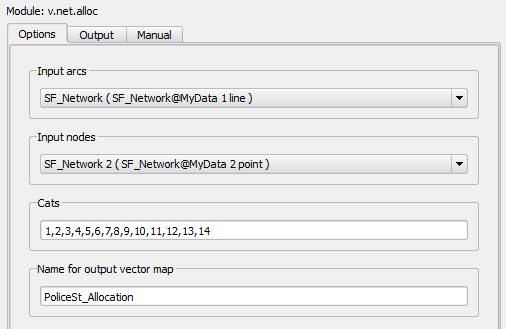 Module: v.net.alloc
Options Output Manual
Input arcs
SF_Network ( SF_Network@MyData 1 line )
Input nodes
SF_Network 2 ( SF_Network@MyData 2 point )
Cats
1,2,3,4,5,6,7,8,9,10,11,12,13,14
Name for output vector map
PoliceSt_Allocation